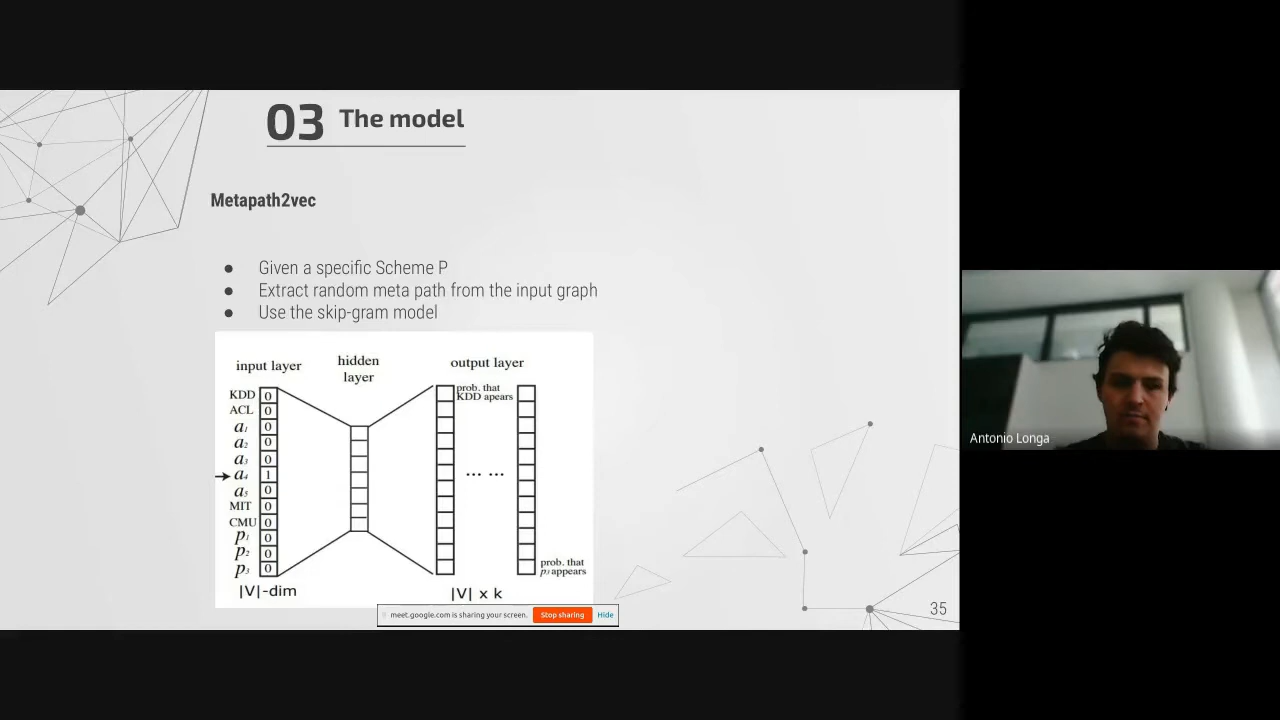 03 The model
Metapath2vec
● Given a specific Scheme P
● Extract random meta path from the input graph
● Use the skip-gram model
input layer
hidden
layer
output layer
KDD 0
ACL 0
a1 0
a2 0
a3 0
a4 1
a5 0
MIT 0
CMU 0
p1 0
p2 0
p3 0
|V|-dim
prob. that
KDD apears
... ...
prob. that
p3 appears
|V| x k
meet.google.com is sharing your screen. Stop sharing Hide
35
Antonio Longa